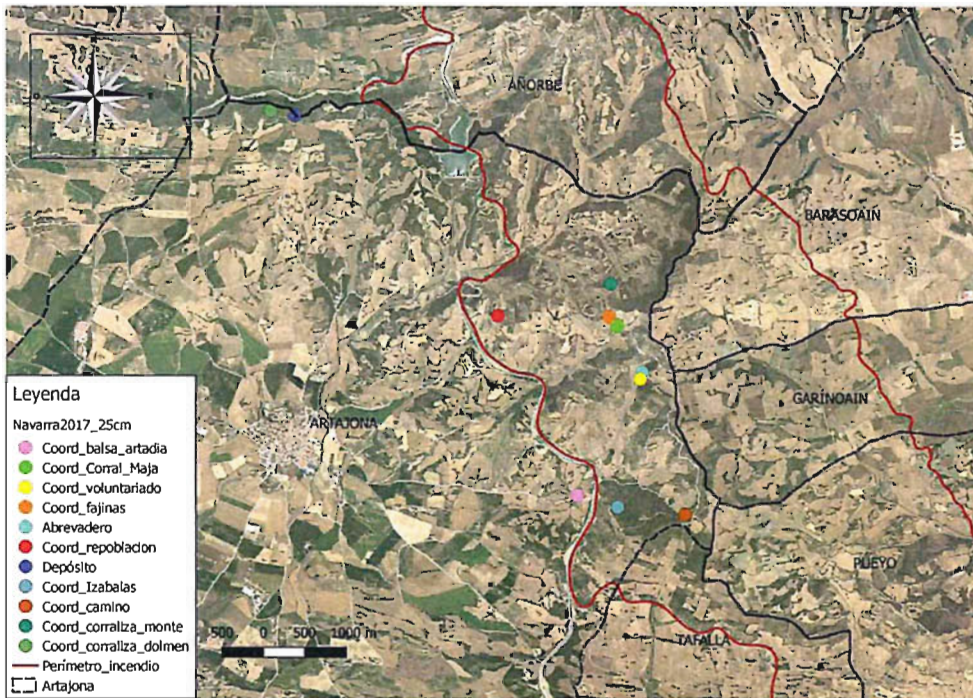 AÑORBE
BARASOAIN
GARINOAIN
ARTAJONA
PUEYO
TAFALLA
500 0 500 1000 m
Leyenda
Navarra2017_25cm
Coord_balsa_artadia
Coord_Corral_Maja
Coord_voluntariado
Coord_fajinas
Abrevadero
Coord_repoblacion
Depósito
Coord_Izabalas
Coord_camino
Coord_corraliza_monte
Coord_corraliza_dolmen
Perímetro_incendio
Artajona